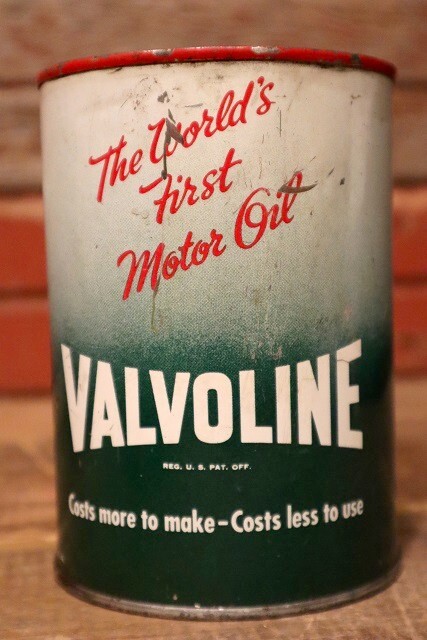 The World's
First
Motor Oil
VALVOLINE
REG. U. S. PAT. OFF.
Costs more to make - Costs less to use